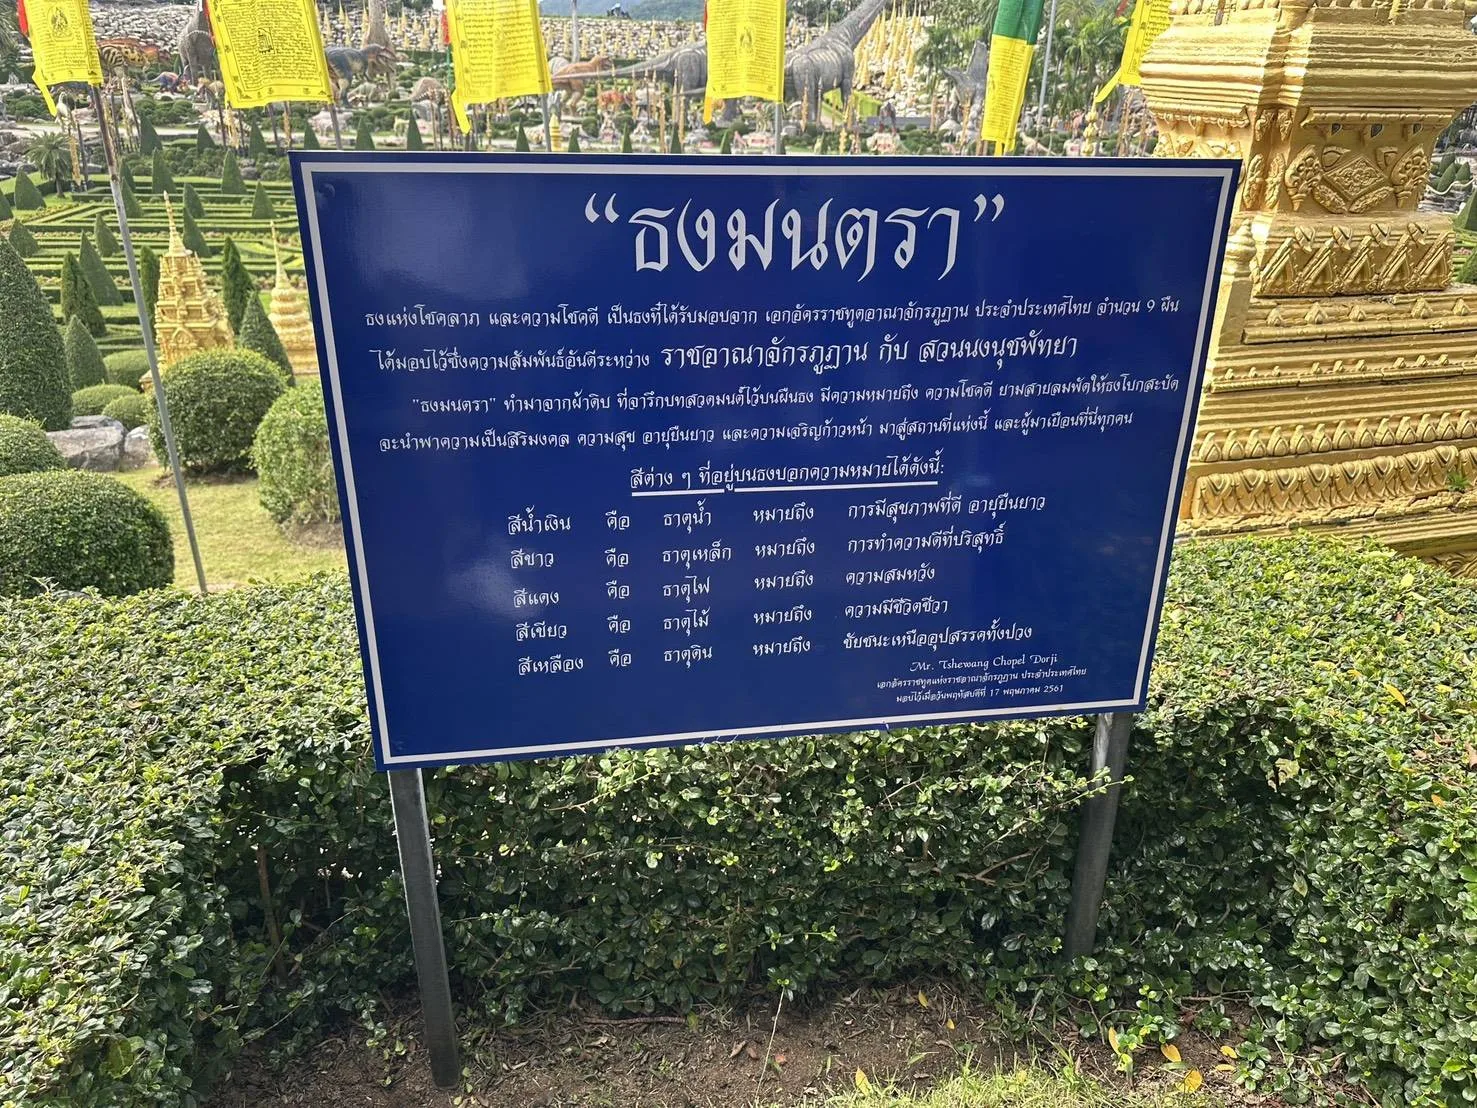 “ธงมนตรา”
ธงแห่งโชคลาภ และความโชคดี เป็นธงที่ได้รับมอบจาก เอกอัครราชทูตอาณาจักรภูฏาน ประจำประเทศไทย จำนวน 9 ผืน
ได้มอบไว้ซึ่งความสัมพันธ์อันดีระหว่าง ราชอาณาจักรภูฏาน กับ สวนนงนุชพัทยา
"ธงมนตรา" ทำมาจากผ้าดิบ ที่จารึกบทสวดมนต์ไว้บนผืนธง มีความหมายถึง ความโชคดี ยามสายลมพัดให้ธงโบกสะบัด
จะนำพาความเป็นสิริมงคล ความสุข อายุยืนยาว และความเจริญก้าวหน้า มาสู่สถานที่แห่งนี้ และผู้มาเยือนที่นี่ทุกคน
สีต่าง ๆ ที่อยู่บนธงบอกความหมายได้ดังนี้:
สีน้ำเงิน คือ ธาตุน้ำ หมายถึง การมีสุขภาพที่ดี อายุยืนยาว
สีขาว คือ ธาตุเหล็ก หมายถึง การทำความดีที่บริสุทธิ์
สีแดง คือ ธาตุไฟ หมายถึง ความสมหวัง
สีเขียว คือ ธาตุไม้ หมายถึง ความมีชีวิตชีวา
สีเหลือง คือ ธาตุดิน หมายถึง ชัยชนะเหนืออุปสรรคทั้งปวง
Mr. Tshewang Chopel Dorji
เอกอัครราชทูตแห่งราชอาณาจักรภูฏาน ประจำประเทศไทย
มอบไว้เมื่อวันพฤหัสบดีที่ 17 พฤษภาคม 2561